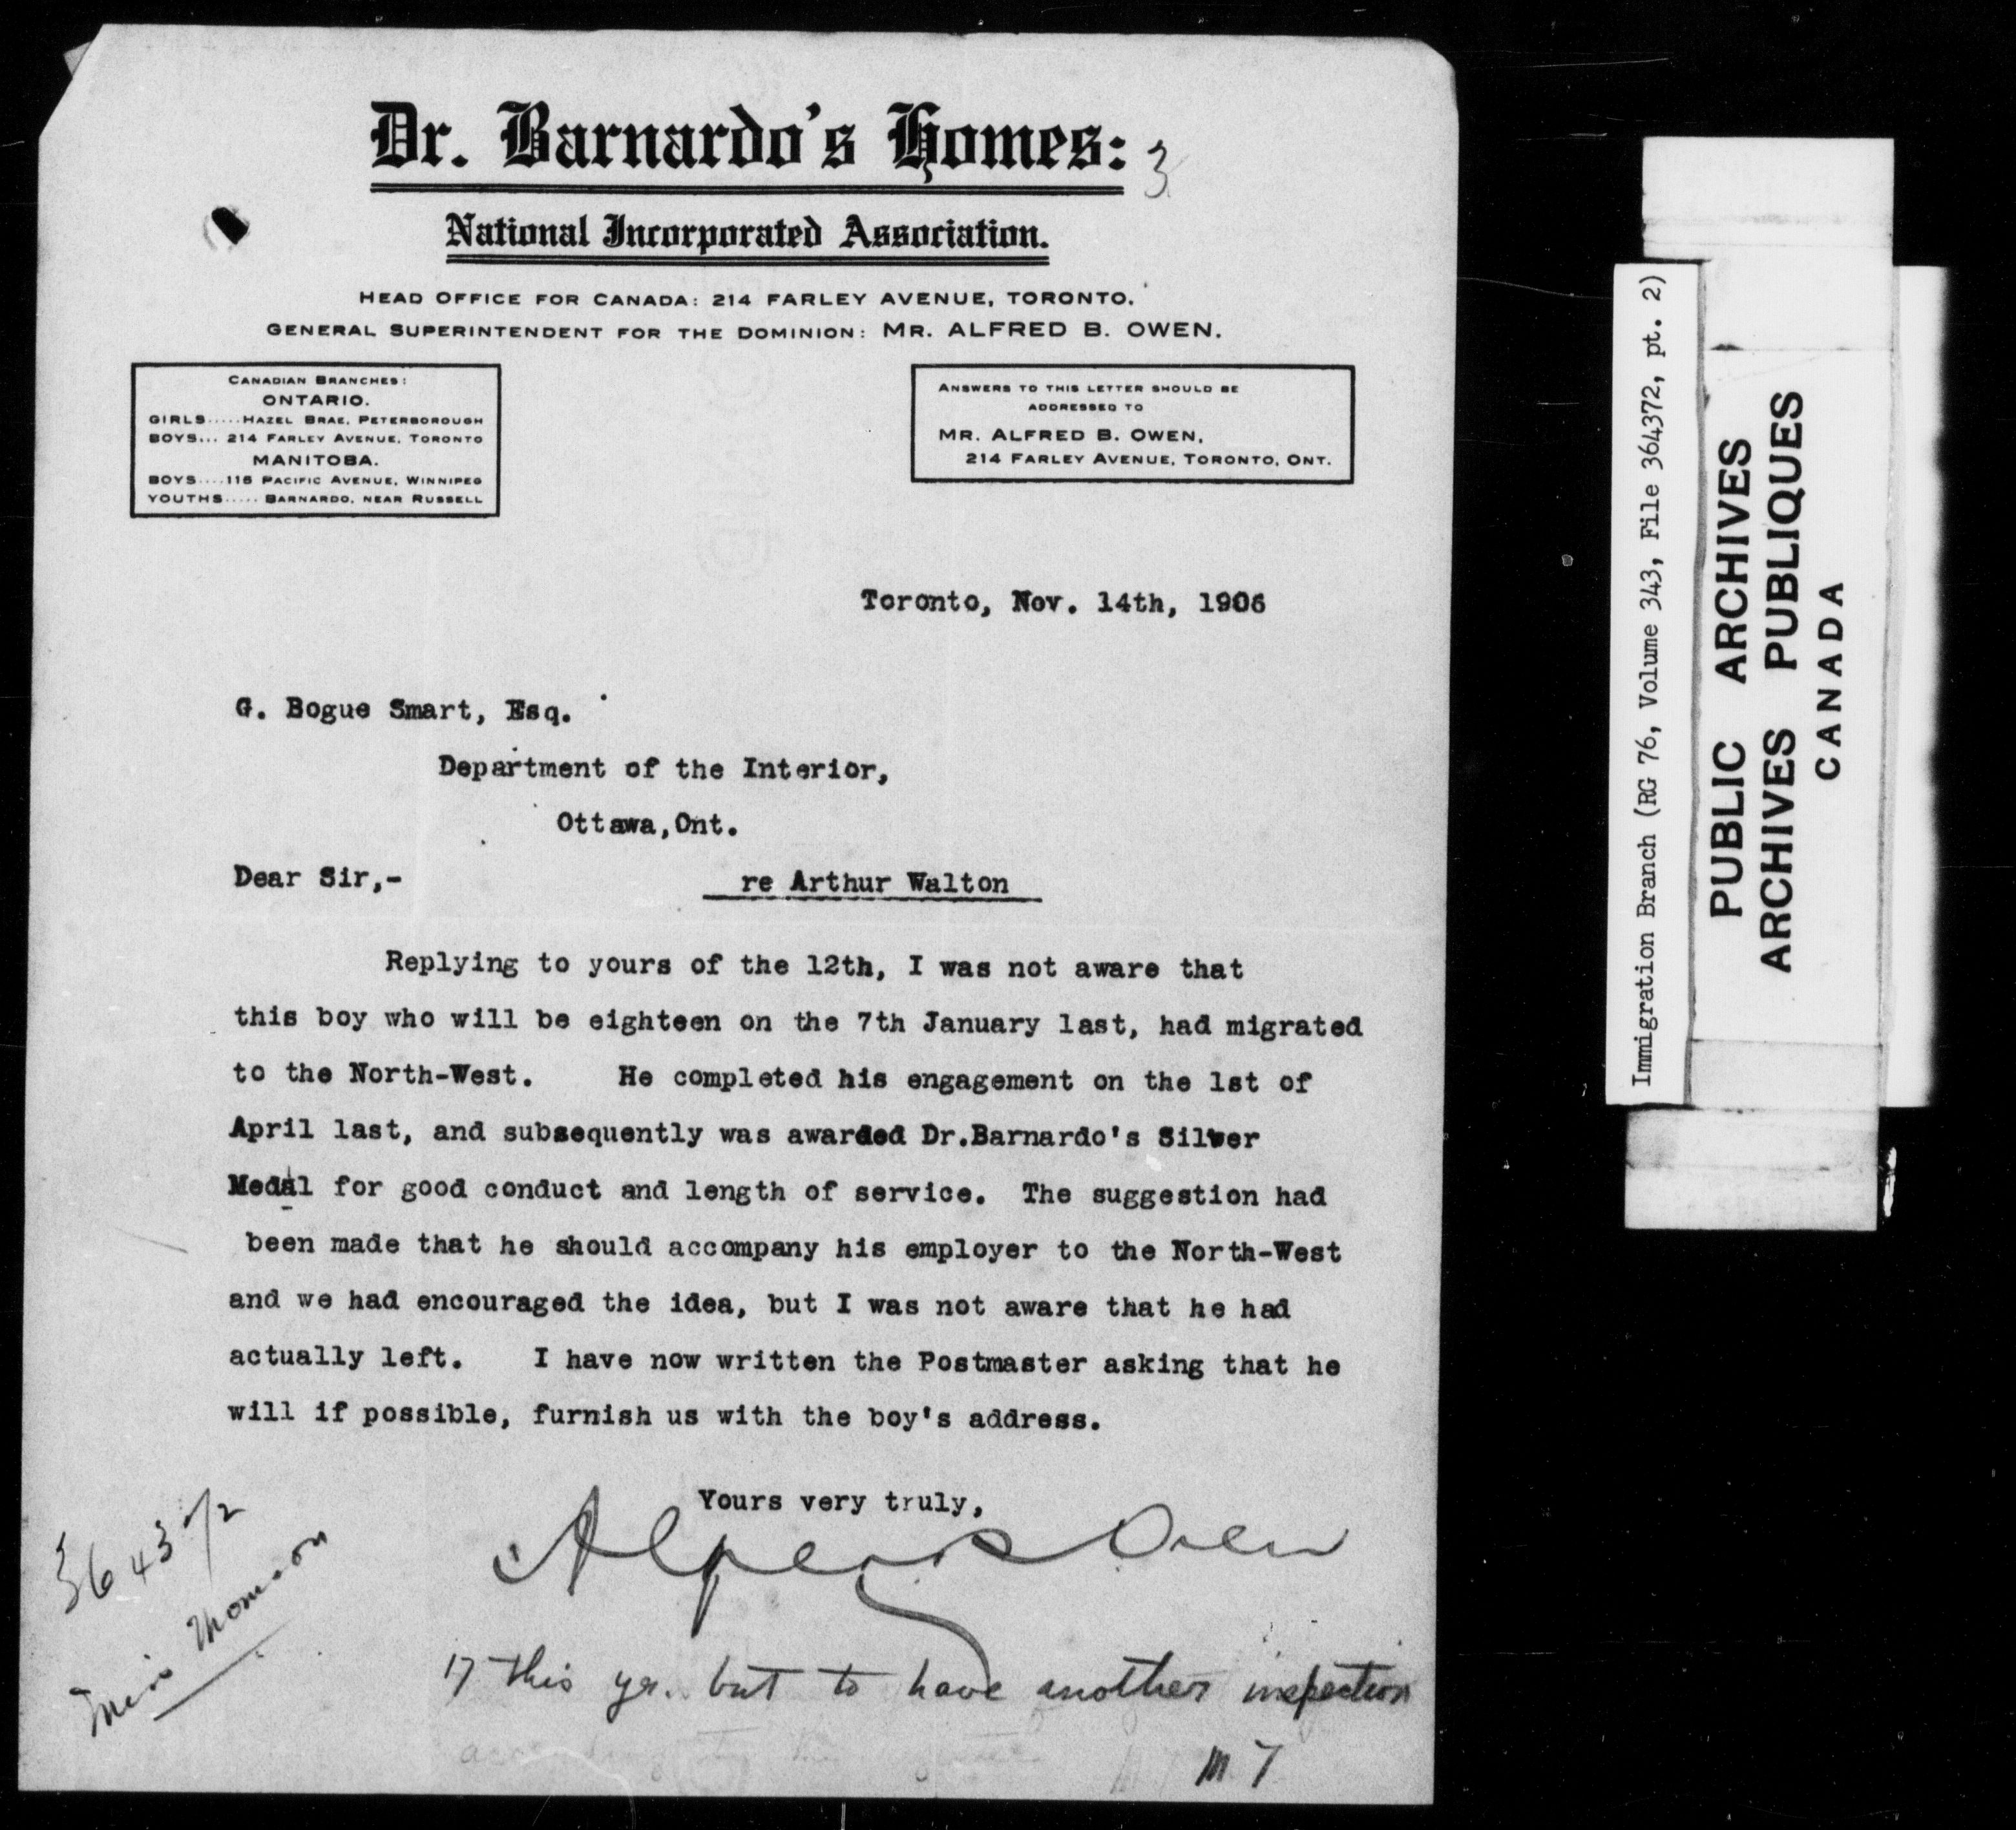 Dr. Barnardo's Homes:
3
National Incorporated Association.
HEAD OFFICE FOR CANADA: 214 FARLEY AVENUE, TORONTO.
GENERAL SUPERINTENDENT FOR THE DOMINION: MR. ALFRED B. OWEN.
CANADIAN BRANCHES:
ONTARIO.
GIRLS.....HAZEL BRAE, PETERBOROUGH
BOYS... 214 FARLEY AVENUE, TORONTO
MANITOBA.
BOYS....115 PACIFIC AVENUE, WINNIPEG
YOUTHS..... BARNARDO, NEAR RUSSELL
ANSWERS TO THIS LETTER SHOULD BE
ADDRESSED TO
MR. ALFRED B. OWEN,
214 FARLEY AVENUE, TORONTO, ONT.
Toronto, Nov. 14th, 1906
G. Bogue Smart, Esq.
Department of the Interior,
Ottawa,Ont.
Dear Sir,-
re Arthur Walton
Replying to yours of the 12th, I was not aware that
this boy who will be eighteen on the 7th January last, had migrated
to the North-West. He completed his engagement on the 1st of
April last, and subsequently was awarded Dr.Barnardo's Silver
Medal for good conduct and length of service. The suggestion had
been made that he should accompany his employer to the North-West
and we had encouraged the idea, but I was not aware that he had
actually left. I have now written the Postmaster asking that he
will if possible, furnish us with the boy's address.
Yours very truly,
Alfred B Owen
364372
Miss Thomson
17 this yr. but to have another inspection
M T
Immigration Branch (RG 76, Volume 343, File 364372, pt. 2)
PUBLIC ARCHIVES
ARCHIVES PUBLIQUES
CANADA